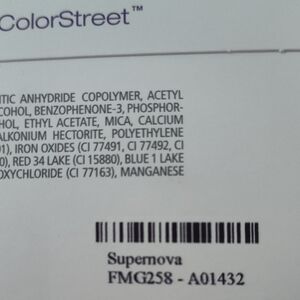 ColorStreet™
TIC ANHYDRIDE COPOLYMER, ACETYL
COHOL, BENZOPHENONE-3, PHOSPHOR-
HOL, ETHYL ACETATE, MICA, CALCIUM
ALKONIUM HECTORITE, POLYETHYLENE
01), IRON OXIDES (CI 77491, CI 77492, CI
0), RED 34 LAKE (CI 15880), BLUE 1 LAKE
OXYCHLORIDE (CI 77163), MANGANESE
Supernova
FMG258 - A01432